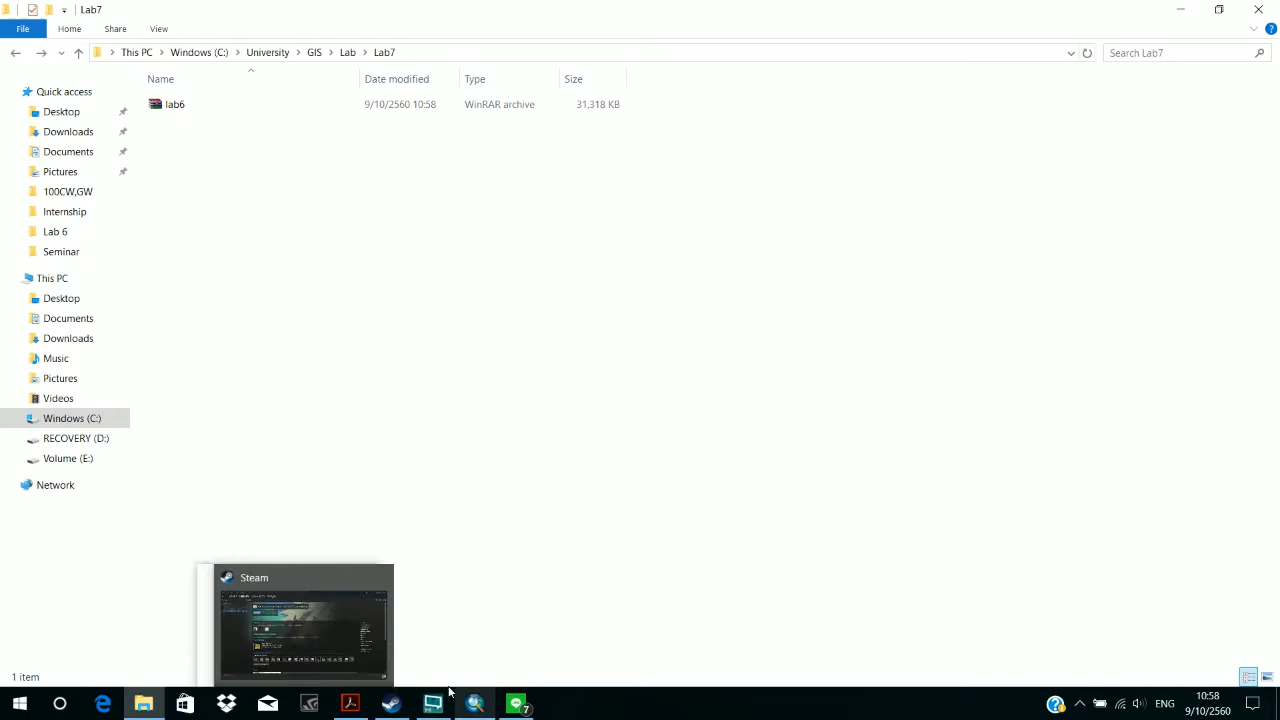 Lab7
File Home Share View
This PC Windows (C:) University GIS Lab Lab7
Search Lab7
Name Date modified Type Size
lab6 9/10/2560 10:58 WinRAR archive 31,318 KB
Quick access
Desktop
Downloads
Documents
Pictures
100CW,GW
Internship
Lab 6
Seminar
This PC
Desktop
Documents
Downloads
Music
Pictures
Videos
Windows (C:)
RECOVERY (D:)
Volume (E:)
Network
Steam
1 item
7
ENG
10:58
9/10/2560